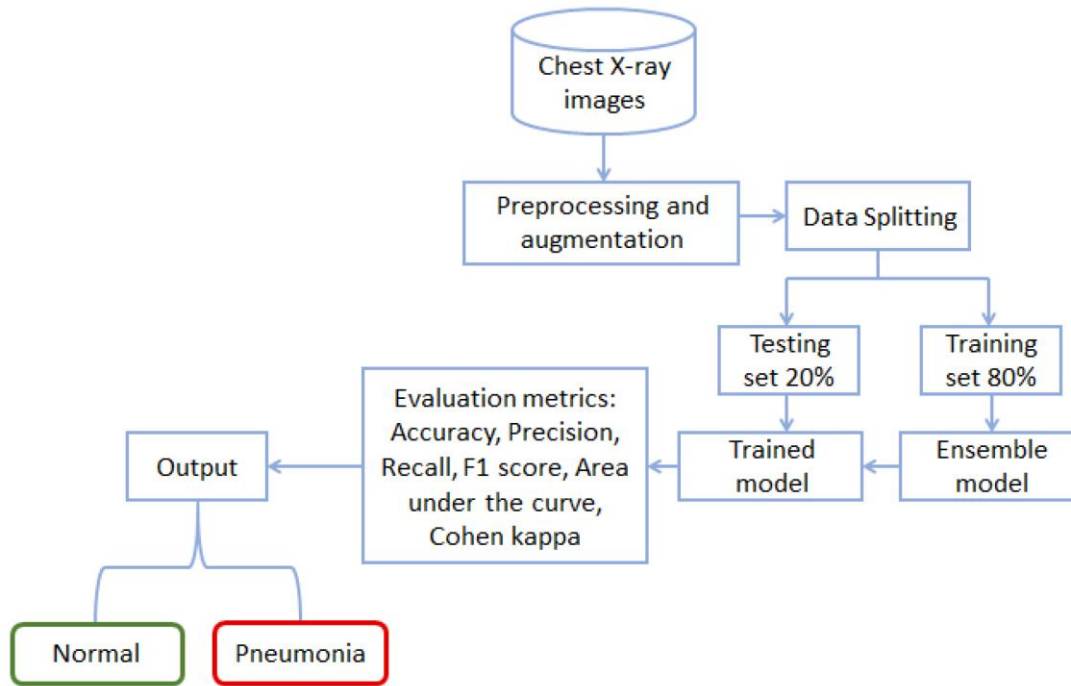 Chest X-ray
images
Preprocessing and
augmentation
Data Splitting
Testing
set 20%
Training
set 80%
Evaluation metrics:
Accuracy, Precision,
Recall, F1 score, Area
under the curve,
Cohen kappa
Output
Trained
model
Ensemble
model
Normal
Pneumonia